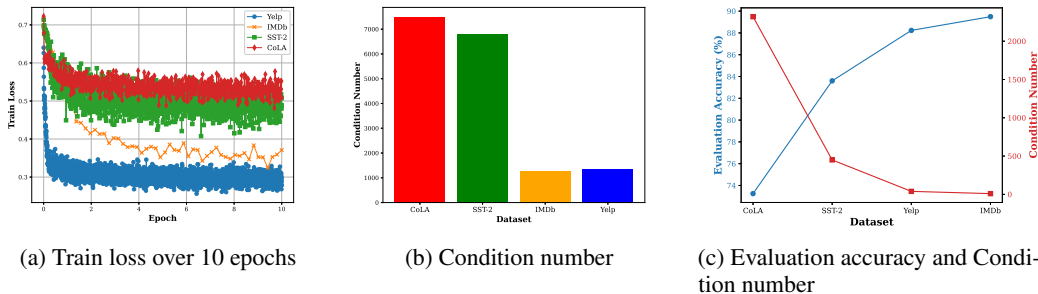 0.7
0.6
0.5
0.4
0.3
Train Loss
0
2
4
6
8
10
Epoch
Yelp
IMDb
SST-2
CoLA
(a) Train loss over 10 epochs
7000
6000
5000
4000
3000
2000
1000
0
Condition Number
CoLA
SST-2
IMDb
Yelp
Dataset
(b) Condition number
90
88
86
84
82
80
78
76
74
Evaluation Accuracy (%)
2000
1500
1000
500
0
Condition Number
CoLA
SST-2
Yelp
IMDb
Dataset
(c) Evaluation accuracy and Condi-
tion number